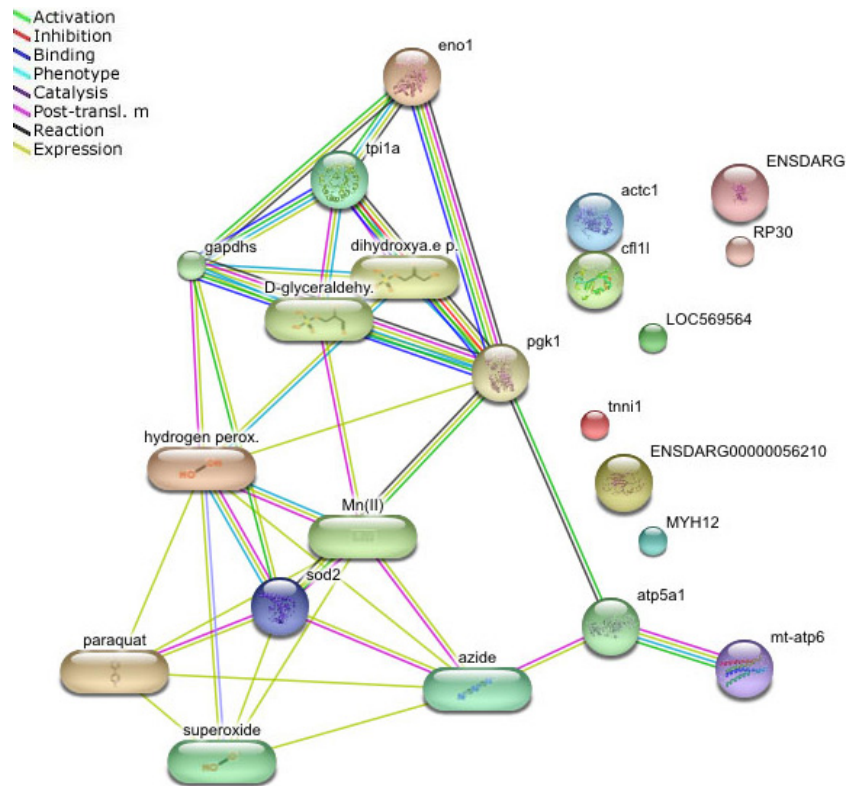 Activation
Inhibition
Binding
Phenotype
Catalysis
Post-transl. m
Reaction
Expression
eno1
tpi1a
ENSDARG
actc1
RP30
gapdhs
dihydroxya.e p.
cfl1l
D-glyceraldehy.
LOC569564
pgk1
tnni1
hydrogen perox.
ENSDARG00000056210
Mn(II)
MYH12
sod2
atp5a1
paraquat
azide
mt-atp6
superoxide